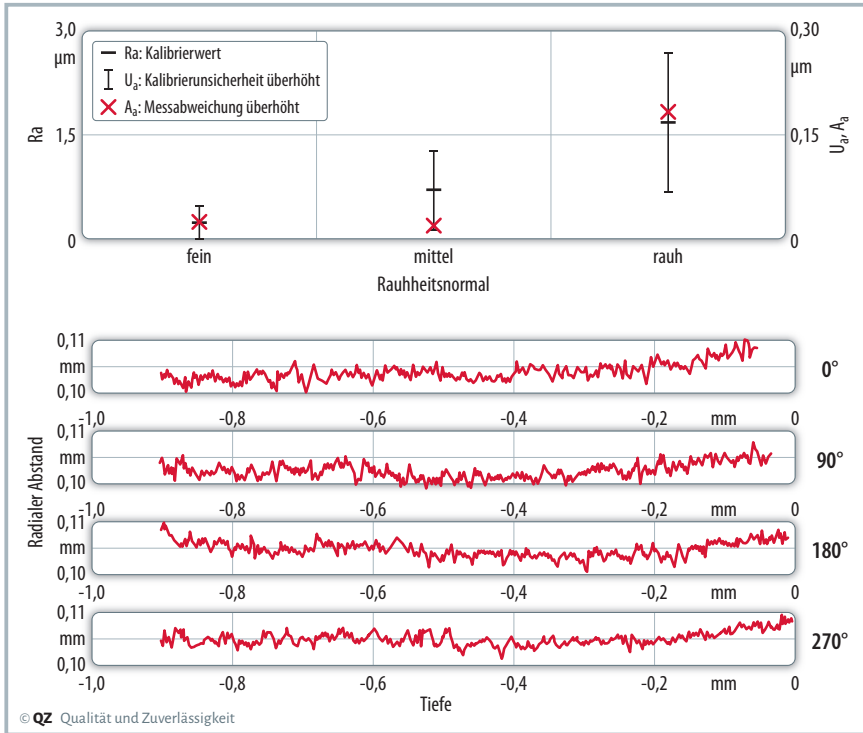 3,0
µm
1,5
0
Ra
Ra: Kalibrierwert
Uₐ: Kalibrierunsicherheit überhöht
Aₐ: Messabweichung überhöht
0,30
µm
0,15
0
Uₐ, Aₐ
fein mittel rauh
Rauhheitsnormal
Radialer Abstand
0,11
mm
0,10
0°
-1,0 -0,8 -0,6 -0,4 -0,2 mm 0
0,11
mm
0,10
90°
-1,0 -0,8 -0,6 -0,4 -0,2 mm 0
0,11
mm
0,10
180°
-1,0 -0,8 -0,6 -0,4 -0,2 mm 0
0,11
mm
0,10
270°
-1,0 -0,8 -0,6 -0,4 -0,2 mm 0
Tiefe
© QZ Qualität und Zuverlässigkeit